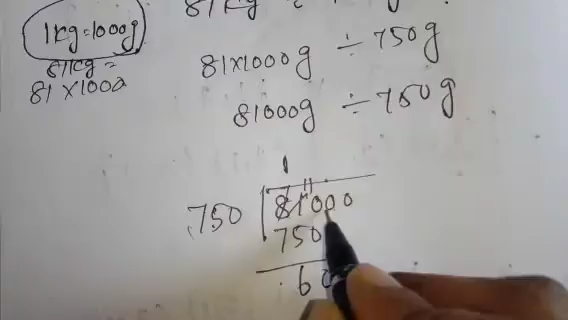 81kg
1kg=1000g
81kg =
81 × 1000
81×1000g ÷ 750g
81000g ÷ 750g
1
750 81000
750
60